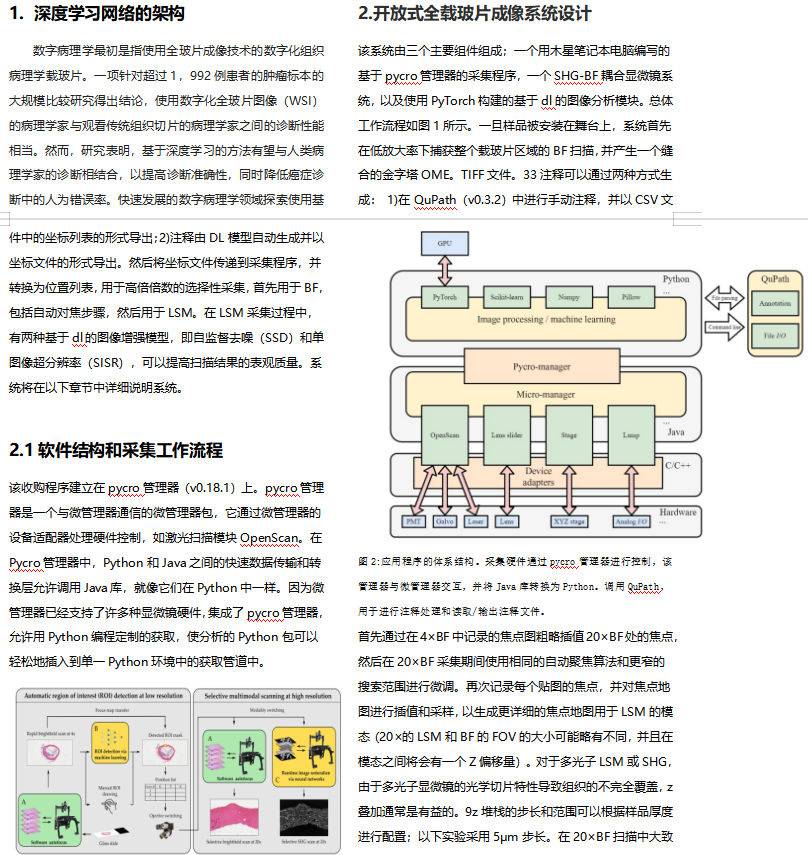 1. 深度学习网络的架构
数字病理学最初是指使用全玻片成像技术的数字化组织
病理学载玻片。一项针对超过 1，992 例患者的肿瘤标本的
大规模比较研究得出结论，使用数字化全玻片图像（WSI）
的病理学家与观看传统组织切片的病理学家之间的诊断性能
相当。然而，研究表明，基于深度学习的方法有望与人类病
理学家的诊断相结合，以提高诊断准确性，同时降低癌症诊
断中的人为错误率。快速发展的数字病理学领域探索使用基
2.开放式全载玻片成像系统设计
该系统由三个主要组件组成；一个用木星笔记本电脑编写的
基于 pycro 管理器的采集程序，一个 SHG-BF 耦合显微镜系
统，以及使用 PyTorch 构建的基于 dl 的图像分析模块。总体
工作流程如图 1 所示。一旦样品被安装在舞台上，系统首先
在低放大率下捕获整个载玻片区域的 BF 扫描，并产生一个缝
合的金字塔 OME。TIFF 文件。33 注释可以通过两种方式生
成： 1)在 QuPath（v0.3.2）中进行手动注释，并以 CSV 文
件中的坐标列表的形式导出；2)注释由 DL 模型自动生成并以
坐标文件的形式导出。然后将坐标文件传递到采集程序，并
转换为位置列表，用于高倍倍数的选择性采集，首先用于 BF，
包括自动对焦步骤，然后用于 LSM。在 LSM 采集过程中，
有两种基于 dl 的图像增强模型，即自监督去噪（SSD）和单
图像超分辨率（SISR），可以提高扫描结果的表观质量。系
统将在以下章节中详细说明系统。
2.1 软件结构和采集工作流程
该收购程序建立在 pycro 管理器（v0.18.1）上。pycro 管理
器是一个与微管理器通信的微管理器包，它通过微管理器的
设备适配器处理硬件控制，如激光扫描模块 OpenScan。在
Pycro 管理器中，Python 和 Java 之间的快速数据传输和转
换层允许调用 Java 库，就像它们在 Python 中一样。因为微
管理器已经支持了许多种显微镜硬件，集成了 pycro 管理器，
允许用 Python 编程定制的获取，使分析的 Python 包可以
轻松地插入到单一 Python 环境中的获取管道中。
Automatic region of interest (ROI) detection at low resolution
Selective multimodal scanning at high resolution
Focus map transfer
Modality switching
Rapid brightfield scan at 4x
B
ROI detection via
machine learning
Detected ROI mask
Manual ROI
drawing
Position list
Objective switching
A
Software autofocus
Glass slide
A
Software autofocus
C
Runtime image restoration
via neural networks
Selective brightfield scan at 20x
Selective SHG scan at 20x
GPU
Python
PyTorch
Scikit-learn
Numpy
Pillow
...
Image processing / machine learning
File parsing
Command line
QuPath
Annotation
File I/O
Pycro-manager
Micro-manager
OpenScan
Lens slider
Stage
Lamp
...
Java
Device
adapters
C/C++
Hardware
PMT
Galvo
Laser
Lens
XYZ stage
Analog I/O
...
图 2:应用程序的体系结构。采集硬件通过 pycro 管理器进行控制，该
管理器与微管理器交互，并将 Java 库转换为 Python。调用 QuPath，
用于进行注释处理和读取/输出注释文件。
首先通过在 4×BF 中记录的焦点图粗略插值 20×BF 处的焦点，
然后在 20×BF 采集期间使用相同的自动聚焦算法和更窄的
搜索范围进行微调。再次记录每个贴图的焦点，并对焦点地
图进行插值和采样，以生成更详细的焦点地图用于 LSM 的模
态（20×的 LSM 和 BF 的 FOV 的大小可能略有不同，并且在
模态之间将会有一个 Z 偏移量）。对于多光子 LSM 或 SHG，
由于多光子显微镜的光学切片特性导致组织的不完全覆盖，z
叠加通常是有益的。9z 堆栈的步长和范围可以根据样品厚度
进行配置；以下实验采用 5μm 步长。在 20×BF 扫描中大致